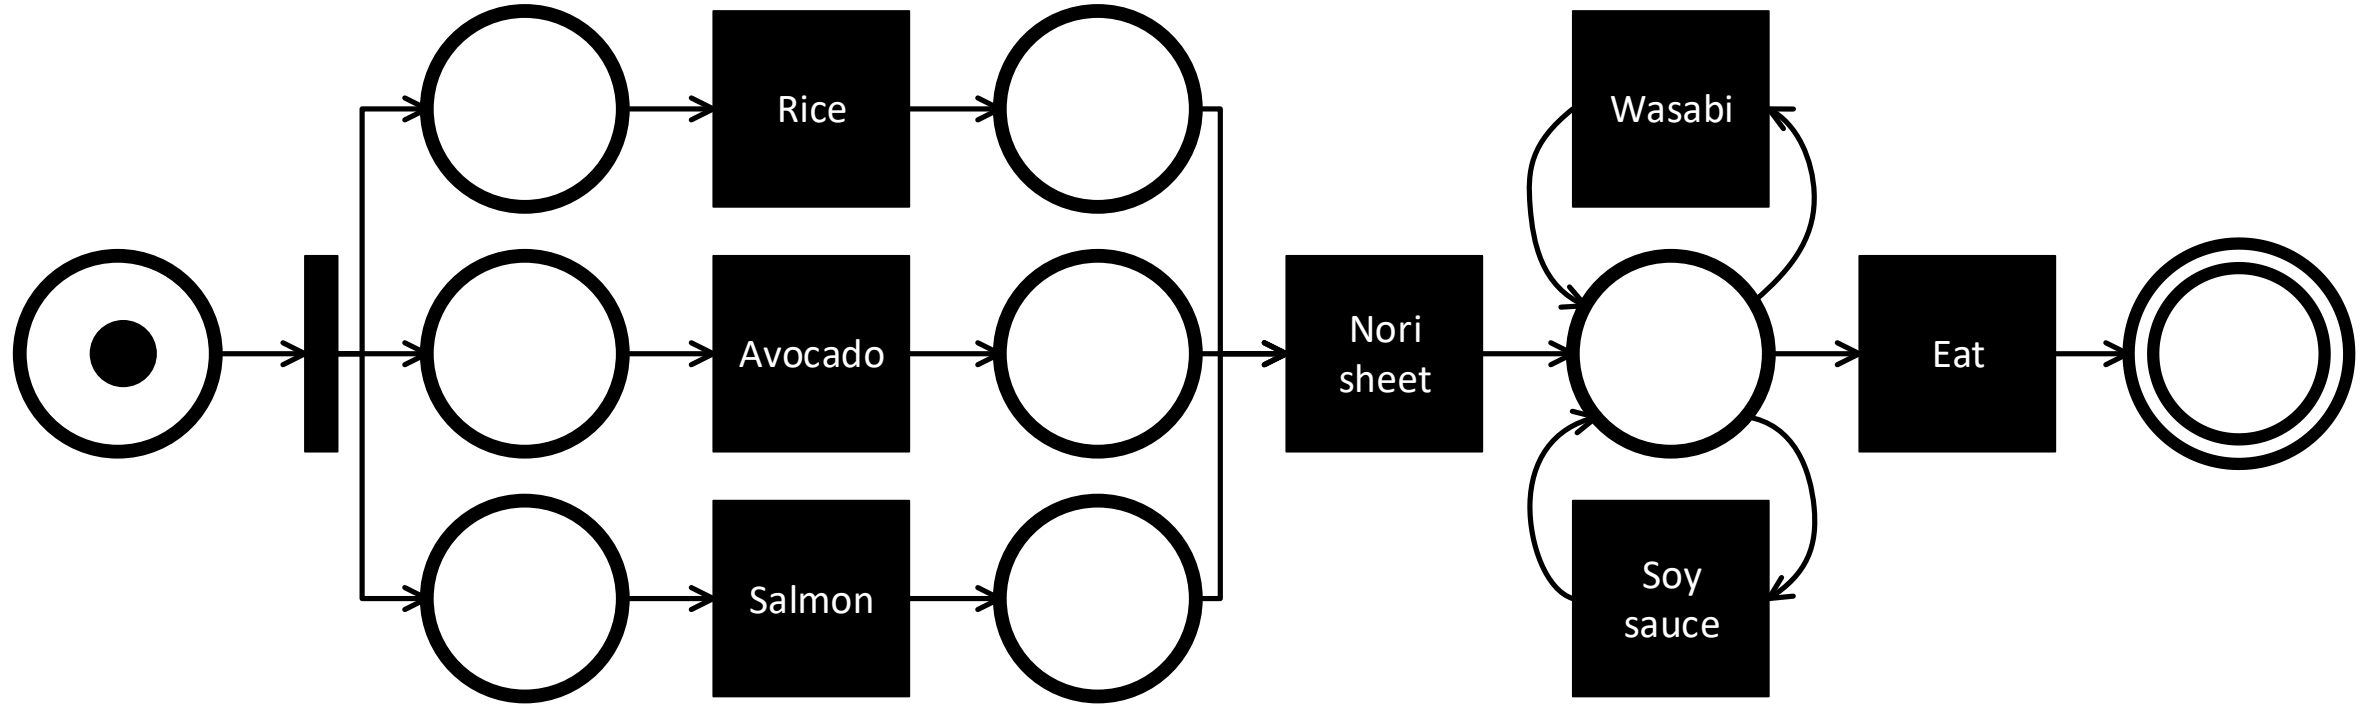 Rice
Avocado
Salmon
Nori
sheet
Wasabi
Soy
sauce
Eat